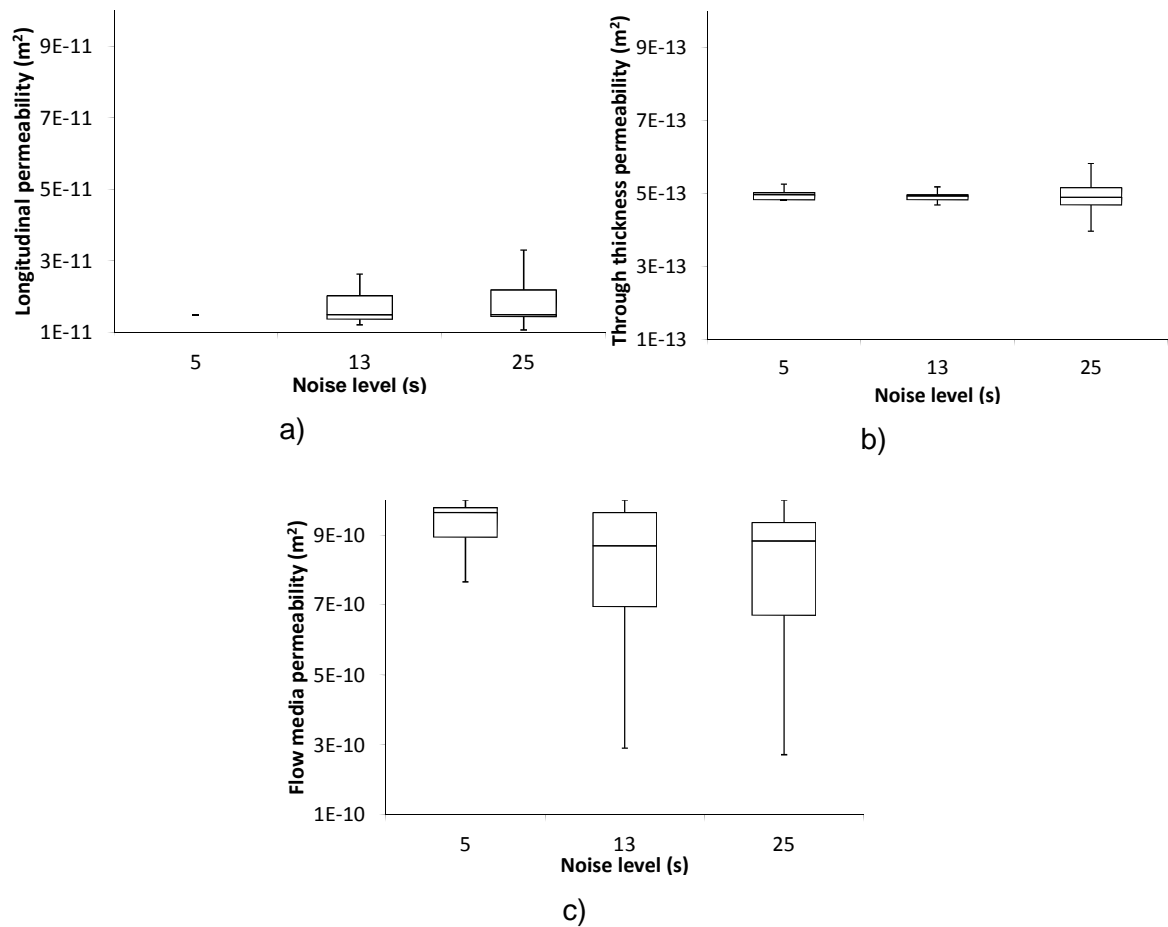 Longitudinal permeability (m²)
9E-11
7E-11
5E-11
3E-11
1E-11
5 13 25
Noise level (s)
a)
Through thickness permeability (m²)
9E-13
7E-13
5E-13
3E-13
1E-13
5 13 25
Noise level (s)
b)
Flow media permeability (m²)
9E-10
7E-10
5E-10
3E-10
1E-10
5 13 25
Noise level (s)
c)